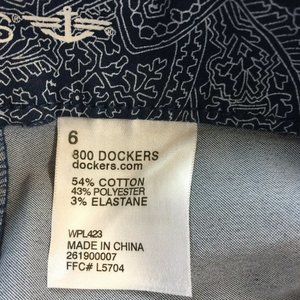 S
6
800 DOCKERS
dockers.com
54% COTTON
43% POLYESTER
3% ELASTANE
WPL423
MADE IN CHINA
261900007
FFC# L5704